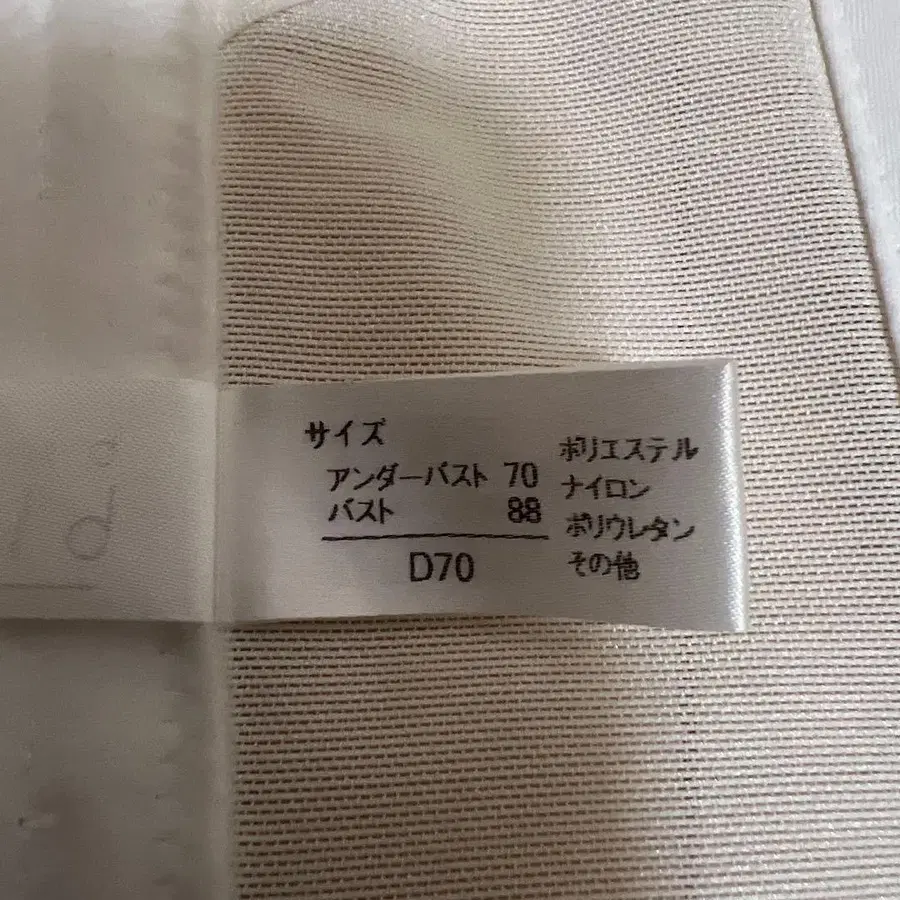 サイズ
アンダーバスト 70
バスト 88
D70
ポリエステル
ナイロン
ポリウレタン
その他